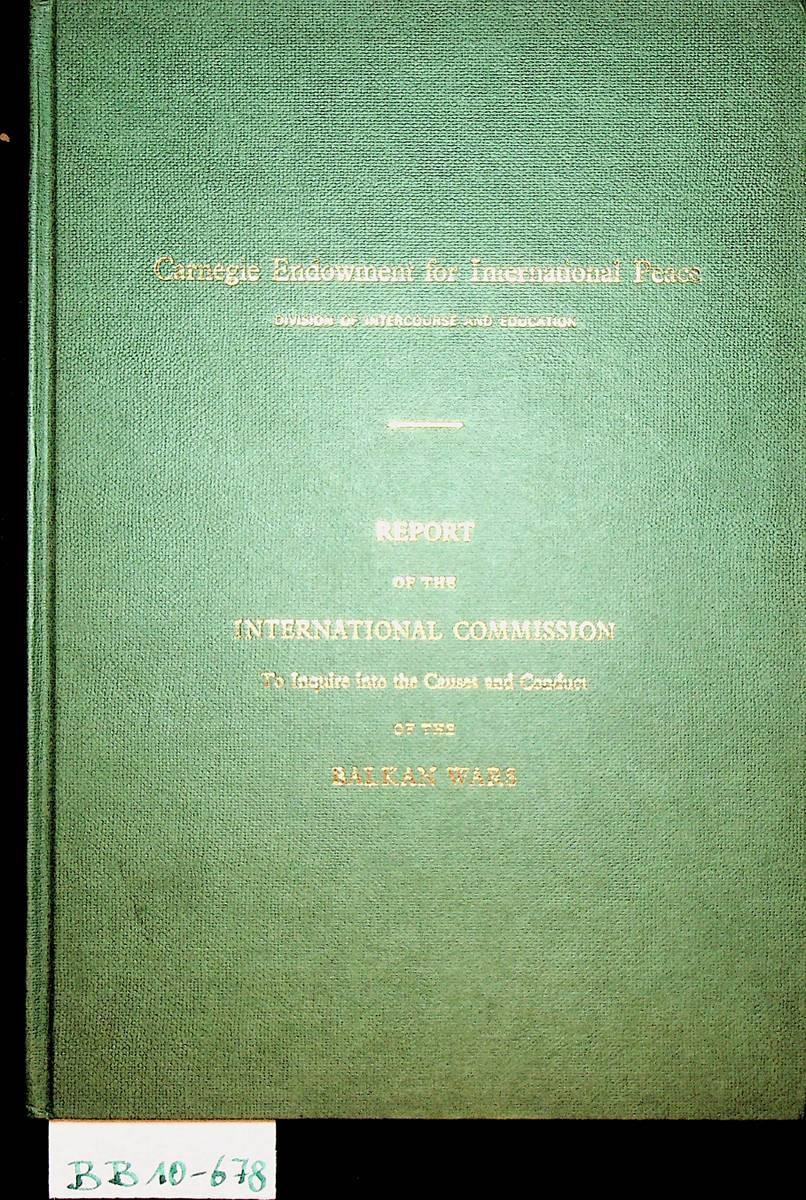 Carnegie Endowment for International Peace
DIVISION OF INTERCOURSE AND EDUCATION
REPORT
OF THE
INTERNATIONAL COMMISSION
To Inquire into the Causes and Conduct
OF THE
BALKAN WARS
BB 10-678